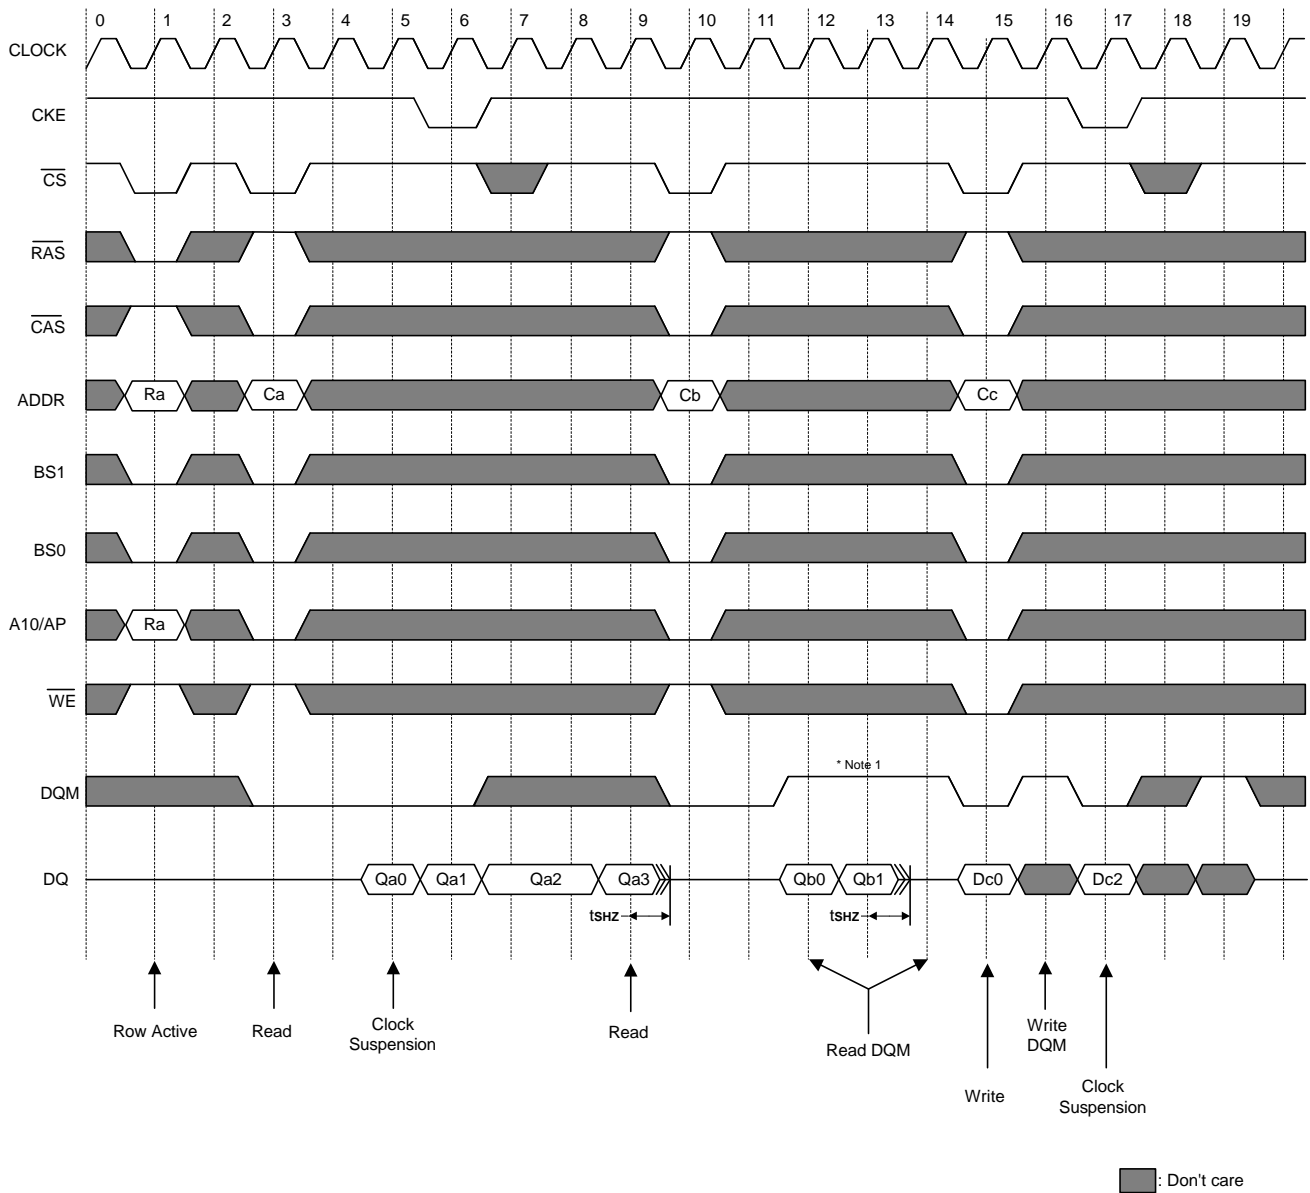 0 1 2 3 4 5 6 7 8 9 10 11 12 13 14 15 16 17 18 19
CLOCK
CKE
CS
RAS
CAS
ADDR Ra Ca Cb Cc
BS1
BS0
A10/AP Ra
WE
* Note 1
DQM
DQ Qa0 Qa1 Qa2 Qa3 Qb0 Qb1 Dc0 Dc2
tSHZ tSHZ
Row Active
Read
Clock
Suspension
Read
Read DQM
Write
DQM
Write
Clock
Suspension
: Don't care